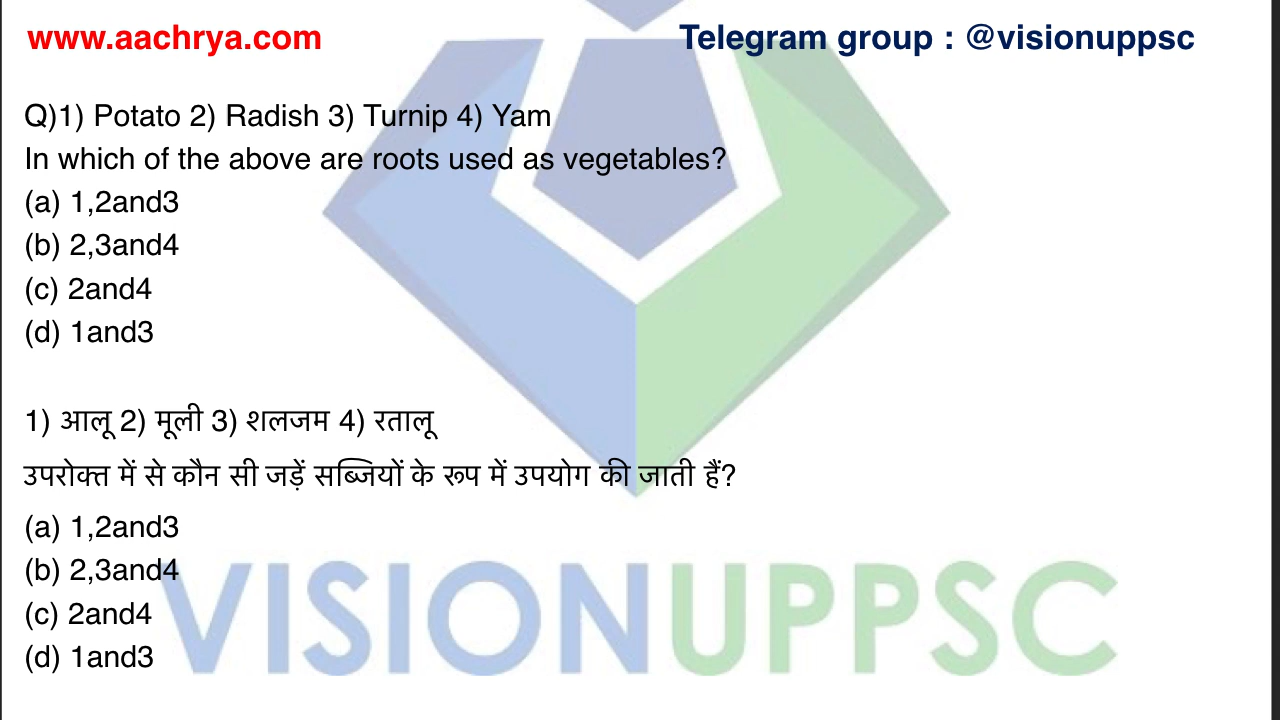 www.aachrya.com
Telegram group : @visionuppsc
Q)1) Potato 2) Radish 3) Turnip 4) Yam
In which of the above are roots used as vegetables?
(a) 1,2and3
(b) 2,3and4
(c) 2and4
(d) 1and3
1) आलू 2) मूली 3) शलजम 4) रतालू
उपरोक्त में से कौन सी जड़ें सब्जियों के रूप में उपयोग की जाती हैं?
(a) 1,2and3
(b) 2,3and4
(c) 2and4
(d) 1and3
VISIONUPPSC